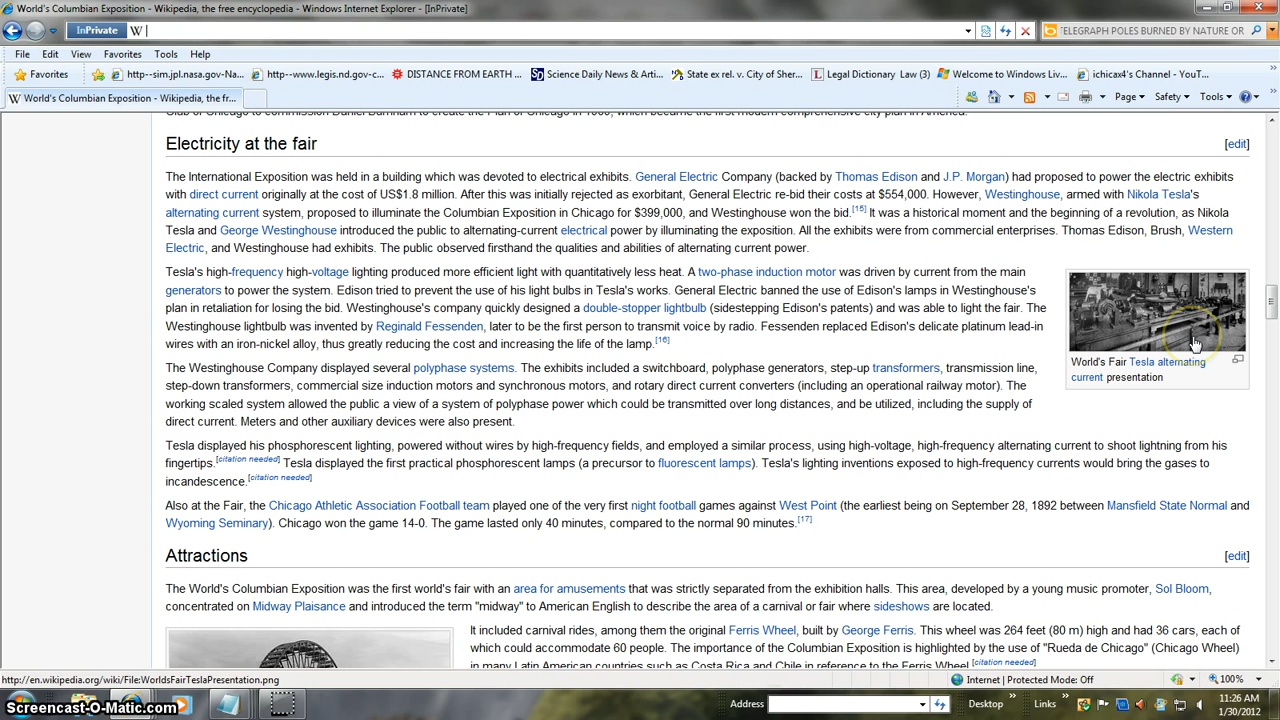 World's Columbian Exposition - Wikipedia, the free encyclopedia - Windows Internet Explorer - [InPrivate]
InPrivate W
TELEGRAPH POLES BURNED BY NATURE OR
File Edit View Favorites Tools Help
Favorites http--sim.jpl.nasa.gov-Na... http--www.legis.nd.gov-c... DISTANCE FROM EARTH ... Science Daily News & Arti... State ex rel. v. City of Sher... Legal Dictionary Law (3) Welcome to Windows Liv... ichicax4's Channel - YouT...
W World's Columbian Exposition - Wikipedia, the fr... Page Safety Tools
Electricity at the fair [edit]
The International Exposition was held in a building which was devoted to electrical exhibits. General Electric Company (backed by Thomas Edison and J.P. Morgan) had proposed to power the electric exhibits
with direct current originally at the cost of US$1.8 million. After this was initially rejected as exorbitant, General Electric re-bid their costs at $554,000. However, Westinghouse, armed with Nikola Tesla's
alternating current system, proposed to illuminate the Columbian Exposition in Chicago for $399,000, and Westinghouse won the bid.[15] It was a historical moment and the beginning of a revolution, as Nikola
Tesla and George Westinghouse introduced the public to alternating-current electrical power by illuminating the exposition. All the exhibits were from commercial enterprises. Thomas Edison, Brush, Western
Electric, and Westinghouse had exhibits. The public observed firsthand the qualities and abilities of alternating current power.
Tesla's high-frequency high-voltage lighting produced more efficient light with quantitatively less heat. A two-phase induction motor was driven by current from the main
generators to power the system. Edison tried to prevent the use of his light bulbs in Tesla's works. General Electric banned the use of Edison's lamps in Westinghouse's
plan in retaliation for losing the bid. Westinghouse's company quickly designed a double-stopper lightbulb (sidestepping Edison's patents) and was able to light the fair. The
Westinghouse lightbulb was invented by Reginald Fessenden, later to be the first person to transmit voice by radio. Fessenden replaced Edison's delicate platinum lead-in
wires with an iron-nickel alloy, thus greatly reducing the cost and increasing the life of the lamp.[16]
World's Fair Tesla alternating
current presentation
The Westinghouse Company displayed several polyphase systems. The exhibits included a switchboard, polyphase generators, step-up transformers, transmission line,
step-down transformers, commercial size induction motors and synchronous motors, and rotary direct current converters (including an operational railway motor). The
working scaled system allowed the public a view of a system of polyphase power which could be transmitted over long distances, and be utilized, including the supply of
direct current. Meters and other auxiliary devices were also present.
Tesla displayed his phosphorescent lighting, powered without wires by high-frequency fields, and employed a similar process, using high-voltage, high-frequency alternating current to shoot lightning from his
fingertips.[citation needed] Tesla displayed the first practical phosphorescent lamps (a precursor to fluorescent lamps). Tesla's lighting inventions exposed to high-frequency currents would bring the gases to
incandescence.[citation needed]
Also at the Fair, the Chicago Athletic Association Football team played one of the very first night football games against West Point (the earliest being on September 28, 1892 between Mansfield State Normal and
Wyoming Seminary). Chicago won the game 14-0. The game lasted only 40 minutes, compared to the normal 90 minutes.[17]
Attractions [edit]
The World's Columbian Exposition was the first world's fair with an area for amusements that was strictly separated from the exhibition halls. This area, developed by a young music promoter, Sol Bloom,
concentrated on Midway Plaisance and introduced the term "midway" to American English to describe the area of a carnival or fair where sideshows are located.
It included carnival rides, among them the original Ferris Wheel, built by George Ferris. This wheel was 264 feet (80 m) high and had 36 cars, each of
which could accommodate 60 people. The importance of the Columbian Exposition is highlighted by the use of "Rueda de Chicago" (Chicago Wheel)
in many Latin American countries such as Costa Rica and Chile in reference to the Ferris Wheel.[citation needed]
http://en.wikipedia.org/wiki/File:WorldsFairTeslaPresentation.png Internet | Protected Mode: Off 100%
Screencast-O-Matic.com Address Desktop Links
11:26 AM
1/30/2012